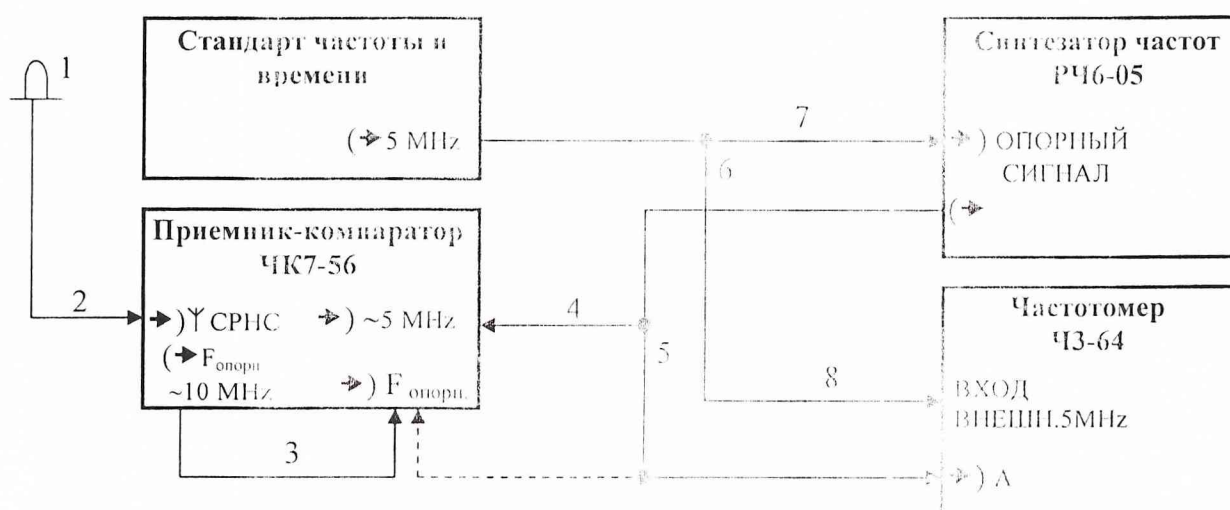 1
Стандарт частоты и
времени
(➔ 5 MHz
Приемник-компаратор
ЧК7-56
➔ )Y СРНС ➔ ) ~5 MHz
(➔ Fопорн
~10 MHz
➔ ) F опорн.
2
3
4
5
6
7
8
Синтезатор частот
РЧ6-05
➔ ) ОПОРНЫЙ
СИГНАЛ
(➔
Частотомер
ЧЗ-64
ВХОД
ВНЕШН.5MHz
➔ ) А